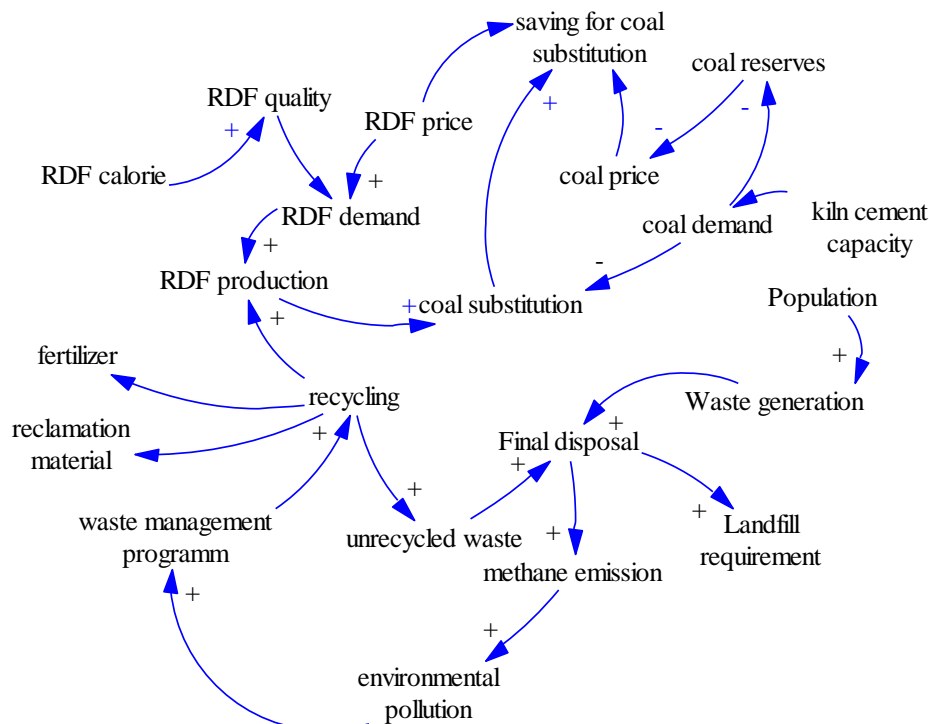 saving for coal
substitution
coal reserves
RDF quality
+
-
RDF price
+
-
RDF calorie
coal price
+
RDF demand
kiln cement
capacity
coal demand
+
-
RDF production
Population
+coal substitution
+
fertilizer
+
recycling
Waste generation
reclamation
material
+
+
Final disposal
+
+
waste management
programm
+
Landfill
requirement
unrecycled waste
+
methane emission
+
+
environmental
pollution